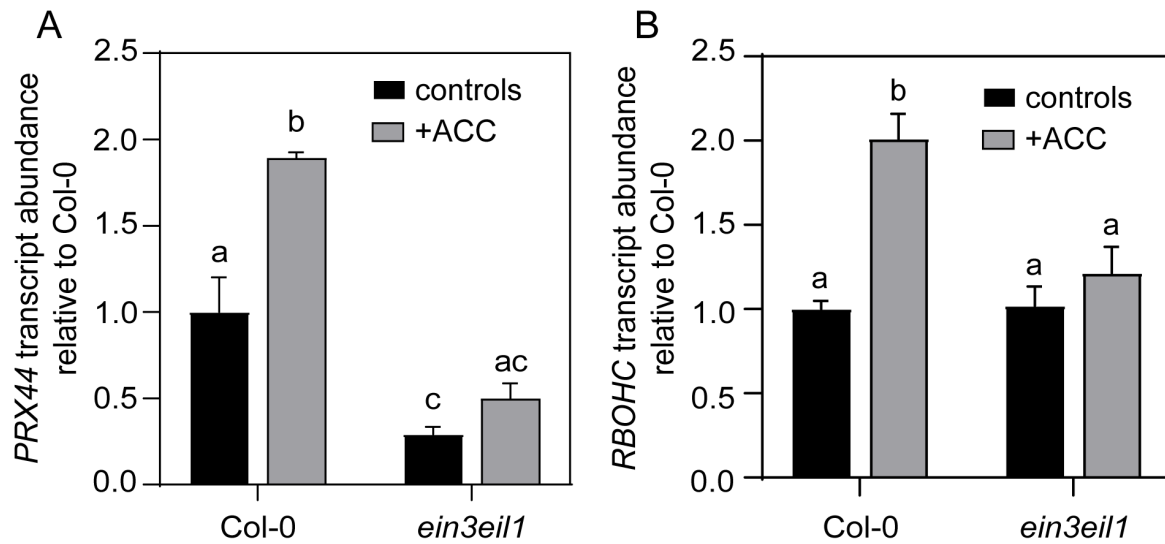 A
PRX44 transcript abundance
relative to Col-0
2.5
2.0
1.5
1.0
0.5
0.0
controls
+ACC
a
b
c
ac
Col-0
ein3eil1
B
RBOHC transcript abundance
relative to Col-0
2.5
2.0
1.5
1.0
0.5
0.0
controls
+ACC
a
b
a
a
Col-0
ein3eil1